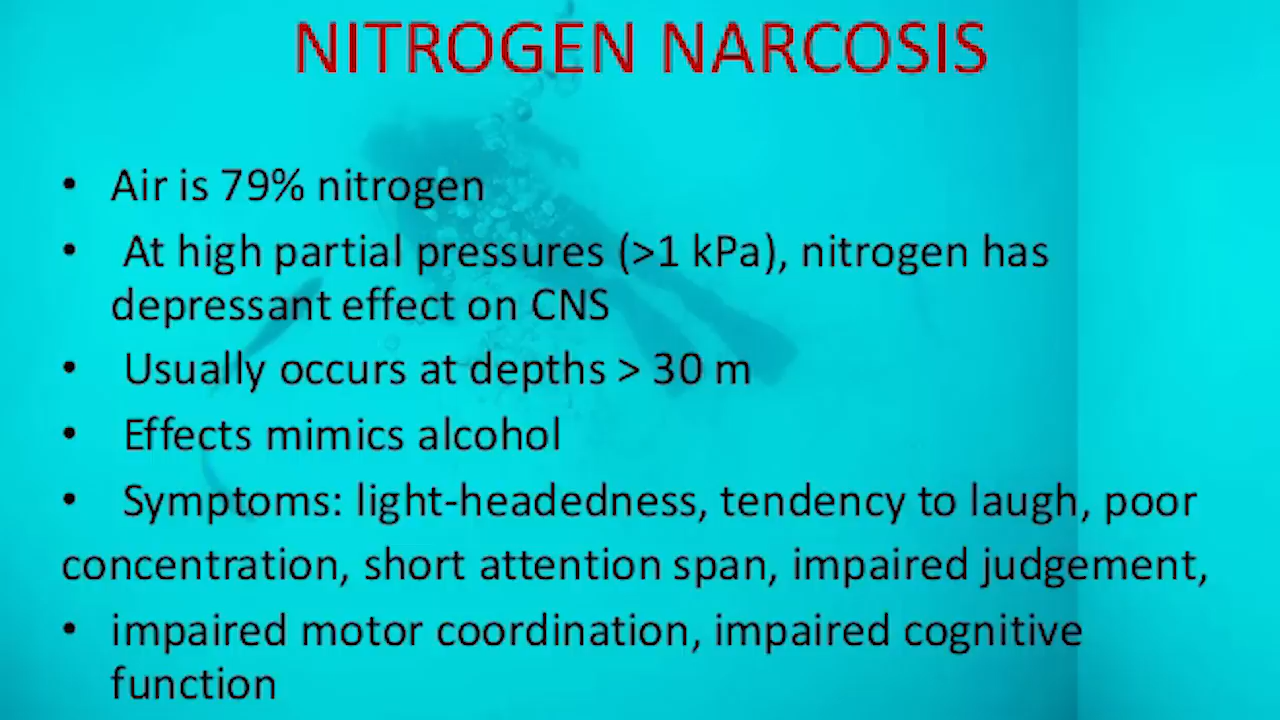 NITROGEN NARCOSIS
• Air is 79% nitrogen
• At high partial pressures (>1 kPa), nitrogen has
depressant effect on CNS
• Usually occurs at depths > 30 m
• Effects mimics alcohol
• Symptoms: light-headedness, tendency to laugh, poor
concentration, short attention span, impaired judgement,
• impaired motor coordination, impaired cognitive
function